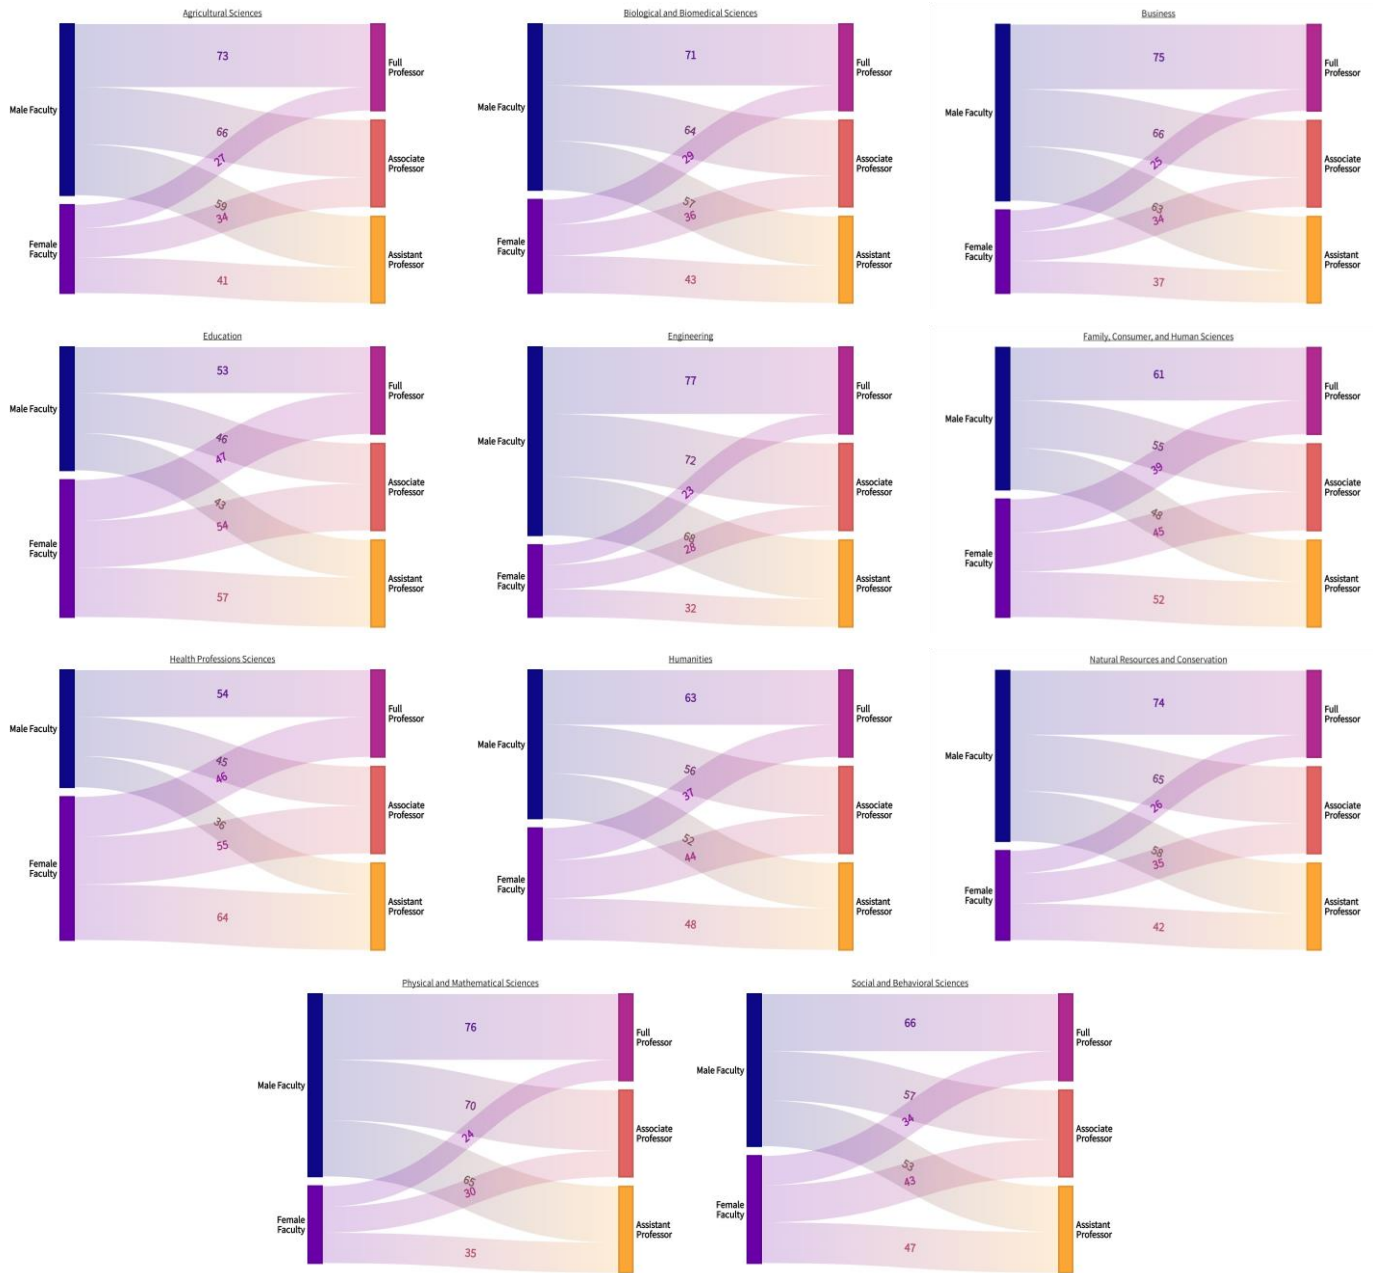 Agricultural Sciences
73
Full
Professor
Male Faculty
66
27
Associate
Professor
59
34
Female
Faculty
41
Assistant
Professor
Biological and Biomedical Sciences
71
Full
Professor
Male Faculty
64
29
Associate
Professor
57
36
Female
Faculty
43
Assistant
Professor
Business
75
Full
Professor
Male Faculty
66
25
Associate
Professor
63
34
Female
Faculty
37
Assistant
Professor
Education
53
Full
Professor
Male Faculty
46
47
Associate
Professor
43
54
Female
Faculty
57
Assistant
Professor
Engineering
77
Full
Professor
Male Faculty
72
23
Associate
Professor
68
28
Female
Faculty
32
Assistant
Professor
Family, Consumer, and Human Sciences
61
Full
Professor
Male Faculty
55
39
Associate
Professor
48
45
Female
Faculty
52
Assistant
Professor
Health Professions Sciences
54
Full
Professor
Male Faculty
45
46
Associate
Professor
36
55
Female
Faculty
64
Assistant
Professor
Humanities
63
Full
Professor
Male Faculty
56
37
Associate
Professor
52
44
Female
Faculty
48
Assistant
Professor
Natural Resources and Conservation
74
Full
Professor
Male Faculty
65
26
Associate
Professor
58
35
Female
Faculty
42
Assistant
Professor
Physical and Mathematical Sciences
76
Full
Professor
Male Faculty
70
24
Associate
Professor
65
30
Female
Faculty
35
Assistant
Professor
Social and Behavioral Sciences
66
Full
Professor
Male Faculty
57
34
Associate
Professor
53
43
Female
Faculty
47
Assistant
Professor